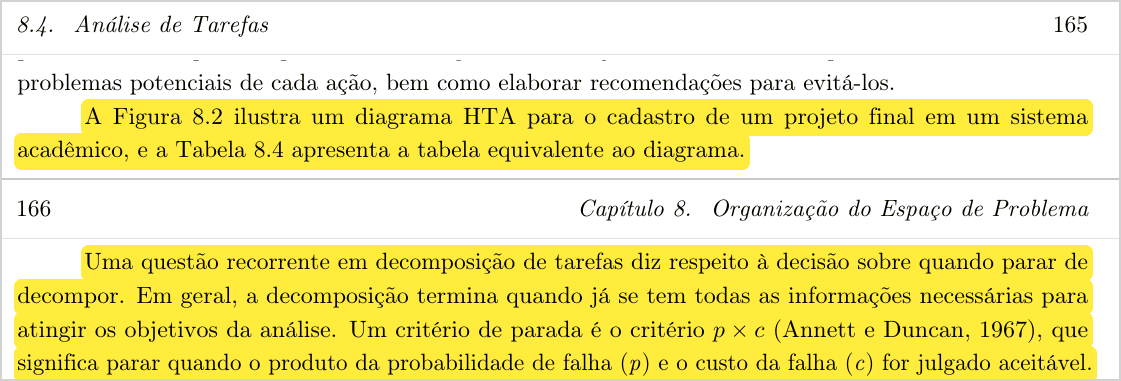 8.4. Análise de Tarefas 165
problemas potenciais de cada ação, bem como elaborar recomendações para evitá-los.
A Figura 8.2 ilustra um diagrama HTA para o cadastro de um projeto final em um sistema
acadêmico, e a Tabela 8.4 apresenta a tabela equivalente ao diagrama.
166 Capítulo 8. Organização do Espaço de Problema
Uma questão recorrente em decomposição de tarefas diz respeito à decisão sobre quando parar de
decompor. Em geral, a decomposição termina quando já se tem todas as informações necessárias para
atingir os objetivos da análise. Um critério de parada é o critério p × c (Annett e Duncan, 1967), que
significa parar quando o produto da probabilidade de falha (p) e o custo da falha (c) for julgado aceitável.